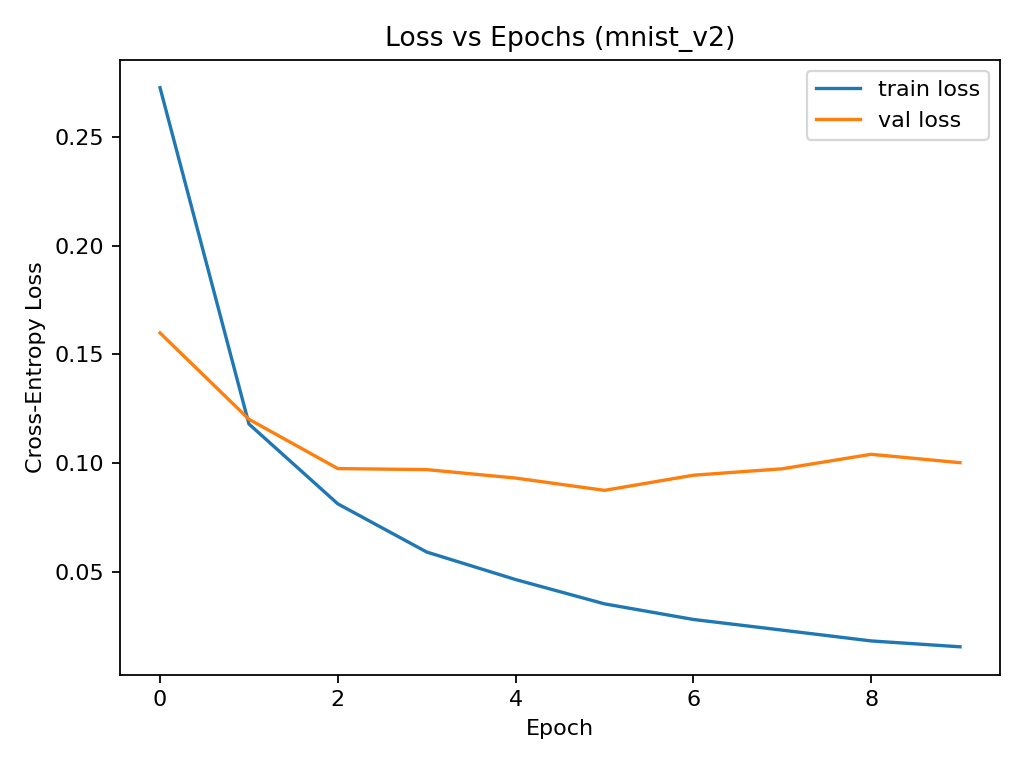 Loss vs Epochs (mnist_v2)
train loss
val loss
Cross-Entropy Loss
0.25
0.20
0.15
0.10
0.05
0 2 4 6 8
Epoch